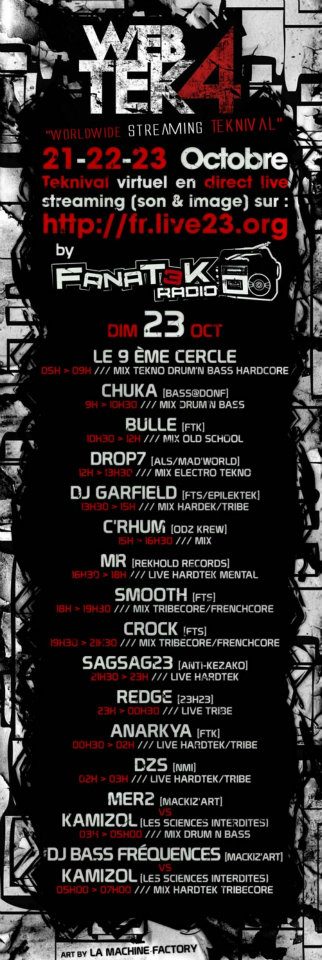 WEB
TEK4
"WORLDWIDE STREAMING TEKNIVAL"
21-22-23 Octobre
Teknival virtuel en direct live
streaming (son & image) sur :
http://fr.live23.org
by
FANAT3K
RADIO
DIM 23 OCT
LE 9 ÈME CERCLE
05H > 09H /// MIX TEKNO DRUM'N BASS HARDCORE
CHUKA [BASS@DONF]
9H > 10H30 /// MIX DRUM'N BASS
BULLE [FTK]
10H30 > 12H /// MIX OLD SCHOOL
DROP7 [ALS/MAD'WORLD]
12H > 13H30 /// MIX ELECTRO TEKNO
DJ GARFIELD [FTS/EPILEKTEK]
13H30 > 15H /// MIX HARDEK/TRIBE
C'RHUM [ODZ KREW]
15H > 16H30 /// MIX
MR [REKHOLD RECORDS]
16H30 > 18H /// LIVE HARDTEK MENTAL
SMOOTH [FTS]
18H > 19H30 /// MIX TRIBECORE/FRENCHCORE
CROCK [FTS]
19H30 > 21H30 /// MIX TRIBECORE/FRENCHCORE
SAGSAG23 [ANTI-KEZAKO]
21H30 > 23H /// LIVE HARDTEK
REDGE [23H23]
23H > 00H30 /// LIVE TRIBE
ANARKYA [FTK]
00H30 > 02H /// LIVE HARDTEK/TRIBE
DZS [NMI]
02H > 03H /// LIVE HARDTEK/TRIBE
MER2 [MACKIZ'ART]
VS
KAMIZOL [LES SCIENCES INTERDITES]
03H > 05H00 /// MIX DRUM N BASS
DJ BASS FRÉQUENCES [MACKIZ'ART]
VS
KAMIZOL [LES SCIENCES INTERDITES]
05H00 > 07H00 /// MIX HARDTEK TRIBECORE
ART BY LA MACHINE FACTORY